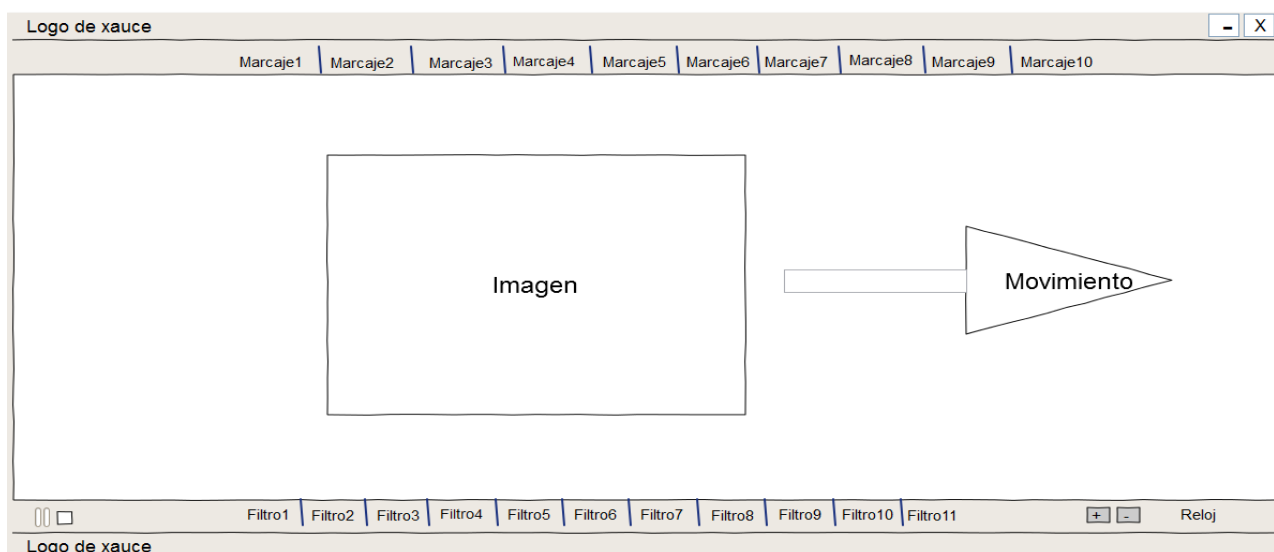 Logo de xauce - X
Marcaje1 Marcaje2 Marcaje3 Marcaje4 Marcaje5 Marcaje6 Marcaje7 Marcaje8 Marcaje9 Marcaje10
Imagen Movimiento
Filtro1 Filtro2 Filtro3 Filtro4 Filtro5 Filtro6 Filtro7 Filtro8 Filtro9 Filtro10 Filtro11 + - Reloj
Logo de xauce